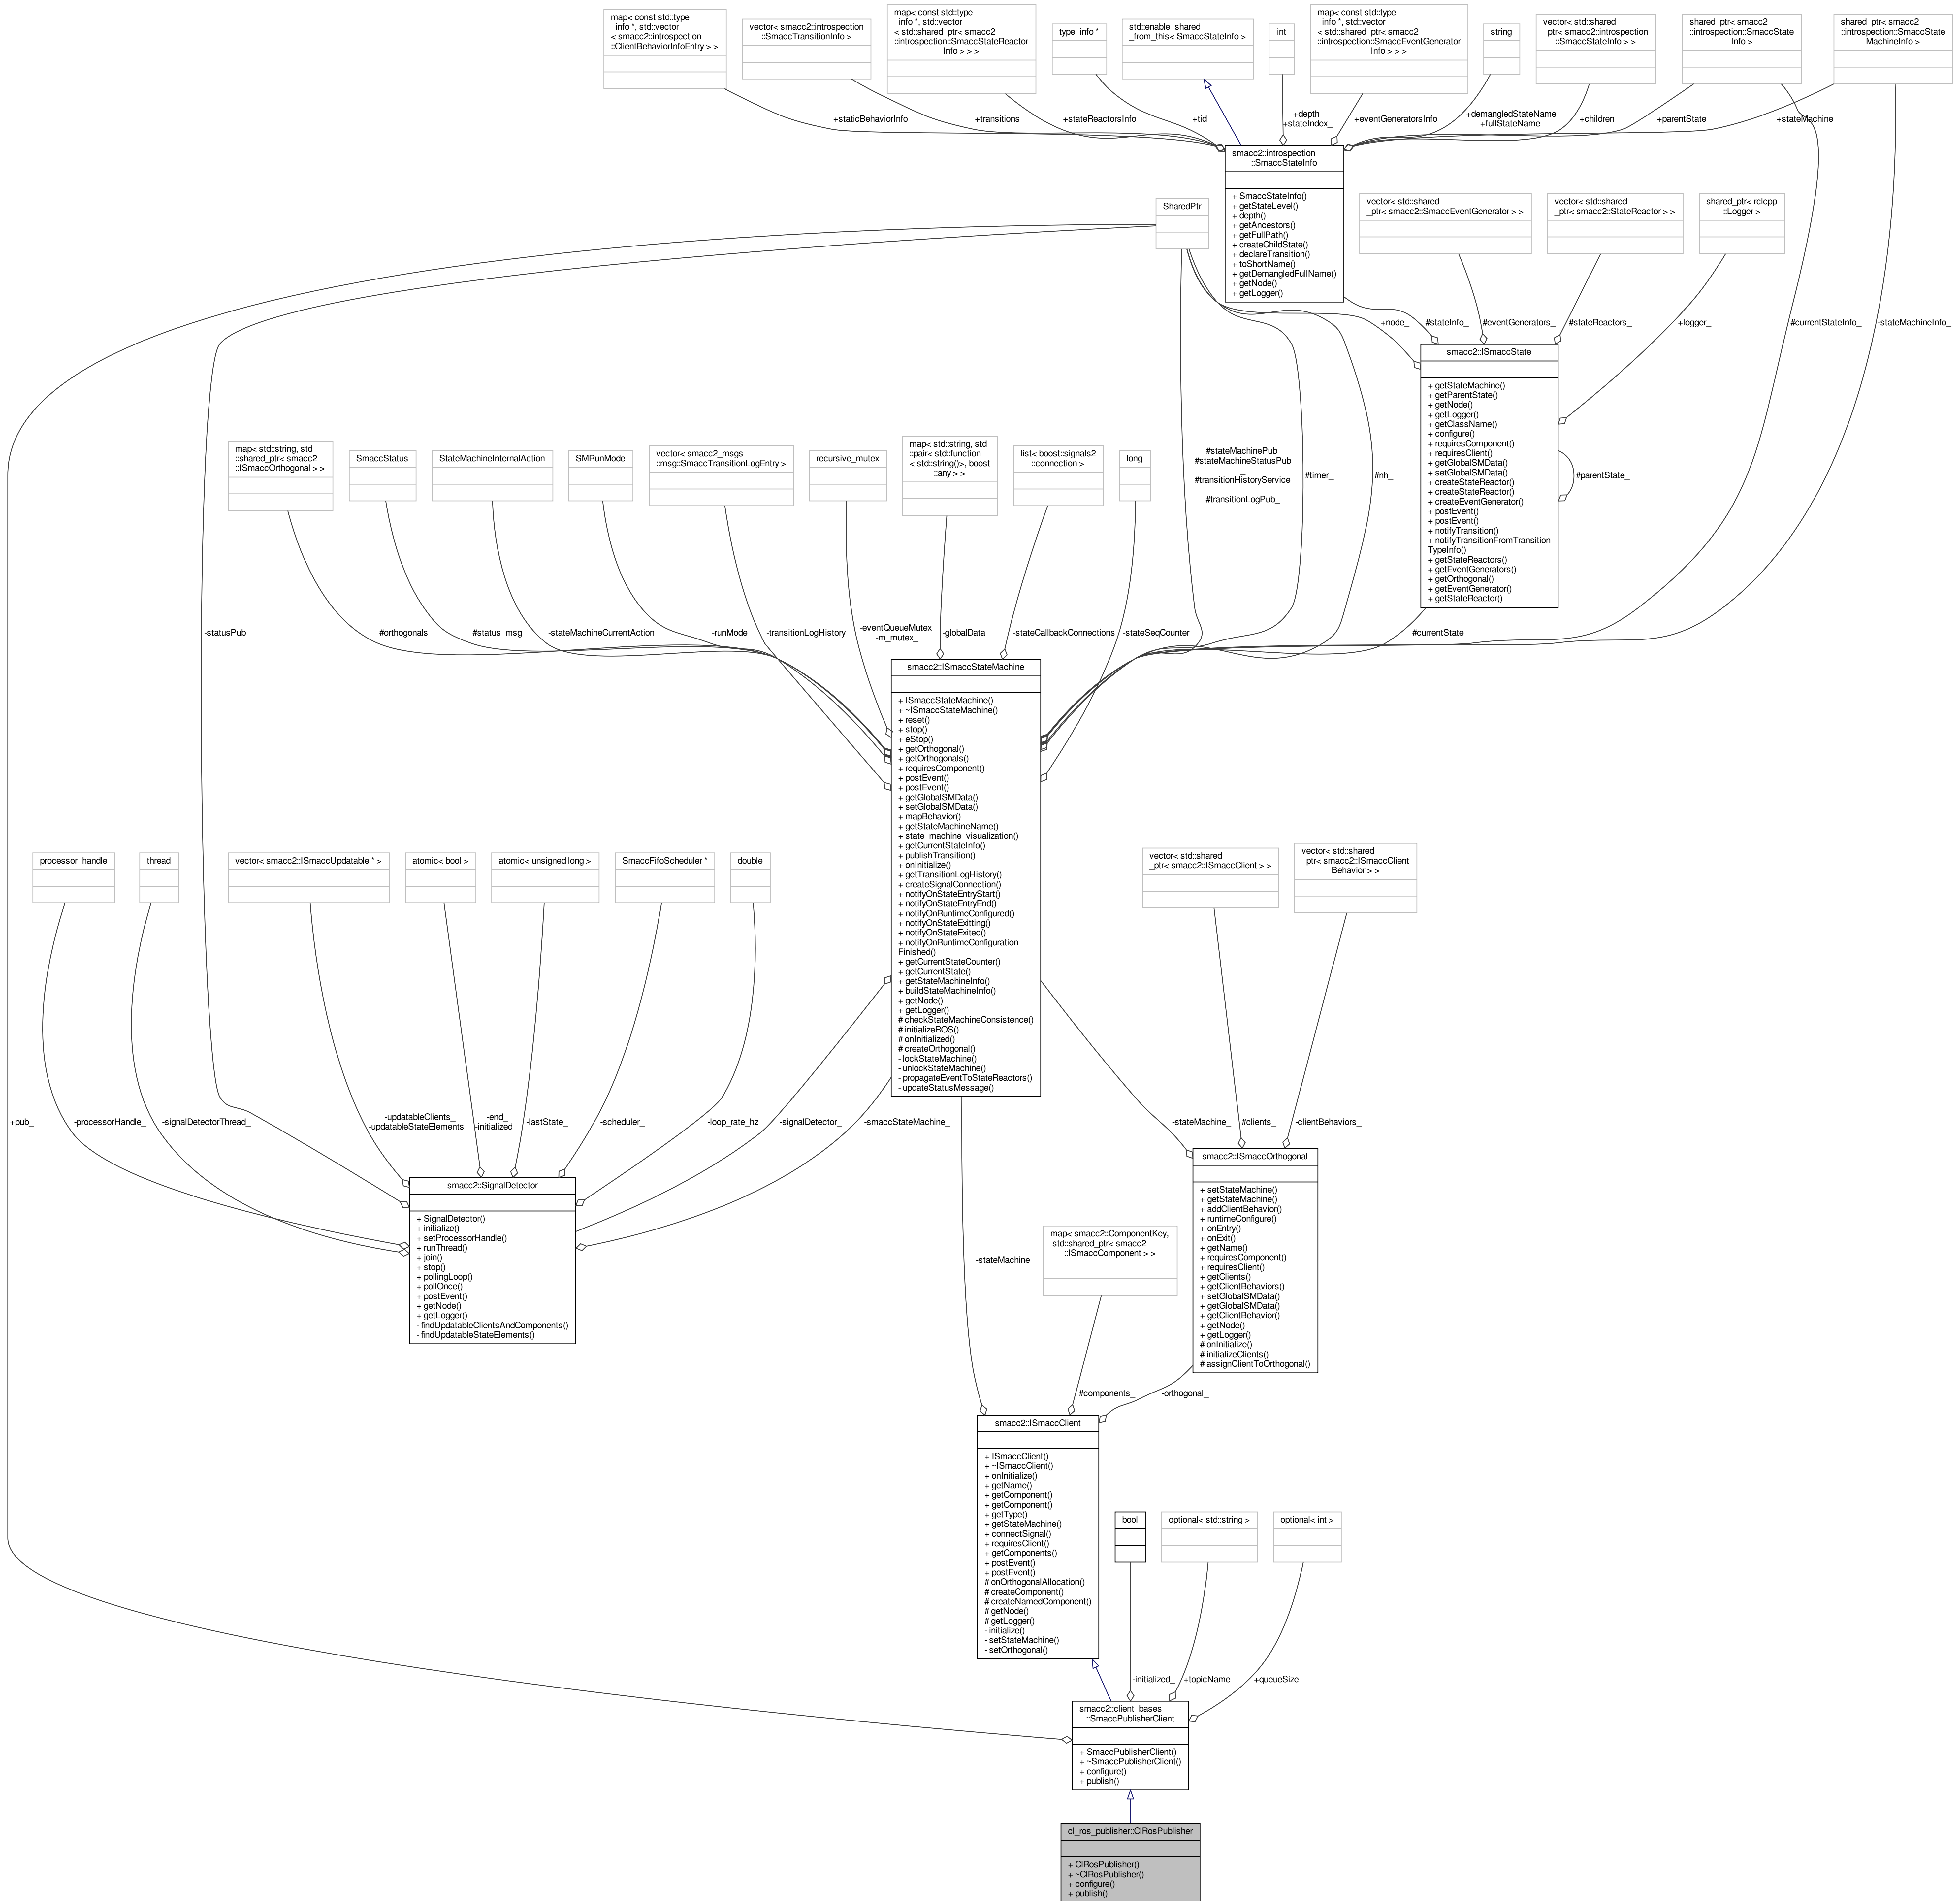 map< const std::type
_info *, std::vector
< smacc2::introspection
::ClientBehaviorInfoEntry > >
vector< smacc2::introspection
::SmaccTransitionInfo >
map< const std::type
_info *, std::vector
< std::shared_ptr< smacc2
::introspection::SmaccStateReactor
Info > > >
type_info *
std::enable_shared
_from_this< SmaccStateInfo >
int
map< const std::type
_info *, std::vector
< std::shared_ptr< smacc2
::introspection::SmaccEventGenerator
Info > > >
string
vector< std::shared
_ptr< smacc2::introspection
::SmaccStateInfo > >
shared_ptr< smacc2
::introspection::SmaccState
Info >
shared_ptr< smacc2
::introspection::SmaccState
MachineInfo >
+staticBehaviorInfo
+transitions_
+stateReactorsInfo
+tid_
+depth_
+stateIndex_
+eventGeneratorsInfo
+demangledStateName
+fullStateName
+children_
+parentState_
+stateMachine_
smacc2::introspection
::SmaccStateInfo
+ SmaccStateInfo()
+ getStateLevel()
+ depth()
+ getAncestors()
+ getFullPath()
+ createChildState()
+ declareTransition()
+ toShortName()
+ getDemangledFullName()
+ getNode()
+ getLogger()
SharedPtr
vector< std::shared
_ptr< smacc2::SmaccEventGenerator > >
vector< std::shared
_ptr< smacc2::StateReactor > >
shared_ptr< rclcpp
::Logger >
+node_
#stateInfo_
#eventGenerators_
#stateReactors_
+logger_
#currentStateInfo_
-stateMachineInfo_
smacc2::ISmaccState
+ getStateMachine()
+ getParentState()
+ getNode()
+ getLogger()
+ getClassName()
+ configure()
+ requiresComponent()
+ requiresClient()
+ getGlobalSMData()
+ setGlobalSMData()
+ createStateReactor()
+ createStateReactor()
+ createEventGenerator()
+ postEvent()
+ postEvent()
+ notifyTransition()
+ notifyTransitionFromTransition
TypeInfo()
+ getStateReactors()
+ getEventGenerators()
+ getOrthogonal()
+ getEventGenerator()
+ getStateReactor()
#parentState_
map< std::string, std
::shared_ptr< smacc2
::ISmaccOrthogonal > >
SmaccStatus
StateMachineInternalAction
SMRunMode
vector< smacc2_msgs
::msg::SmaccTransitionLogEntry >
recursive_mutex
map< std::string, std
::pair< std::function
< std::string()>, boost
::any > >
list< boost::signals2
::connection >
long
#stateMachinePub_
#stateMachineStatusPub
_
#transitionHistoryService
_
#transitionLogPub_
#timer_
#nh_
-statusPub_
#orthogonals_
#status_msg_
-stateMachineCurrentAction
-runMode_
-transitionLogHistory_
-eventQueueMutex_
-m_mutex_
-globalData_
-stateCallbackConnections
-stateSeqCounter_
#currentState_
smacc2::ISmaccStateMachine
+ ISmaccStateMachine()
+ ~ISmaccStateMachine()
+ reset()
+ stop()
+ eStop()
+ getOrthogonal()
+ getOrthogonals()
+ requiresComponent()
+ postEvent()
+ postEvent()
+ getGlobalSMData()
+ setGlobalSMData()
+ mapBehavior()
+ getStateMachineName()
+ state_machine_visualization()
+ getCurrentStateInfo()
+ publishTransition()
+ onInitialize()
+ getTransitionLogHistory()
+ createSignalConnection()
+ notifyOnStateEntryStart()
+ notifyOnStateEntryEnd()
+ notifyOnRuntimeConfigured()
+ notifyOnStateExitting()
+ notifyOnStateExited()
+ notifyOnRuntimeConfiguration
Finished()
+ getCurrentStateCounter()
+ getCurrentState()
+ getStateMachineInfo()
+ buildStateMachineInfo()
+ getNode()
+ getLogger()
# checkStateMachineConsistence()
# initializeROS()
# onInitialized()
# createOrthogonal()
- lockStateMachine()
- unlockStateMachine()
- propagateEventToStateReactors()
- updateStatusMessage()
processor_handle
thread
vector< smacc2::ISmaccUpdatable * >
atomic< bool >
atomic< unsigned long >
SmaccFifoScheduler *
double
vector< std::shared
_ptr< smacc2::ISmaccClient > >
vector< std::shared
_ptr< smacc2::ISmaccClient
Behavior > >
+pub_
-processorHandle_
-signalDetectorThread_
-updatableClients_
-updatableStateElements_
-end_
-initialized_
-lastState_
-scheduler_
-loop_rate_hz
-signalDetector_
-smaccStateMachine_
-stateMachine_
#clients_
-clientBehaviors_
smacc2::SignalDetector
+ SignalDetector()
+ initialize()
+ setProcessorHandle()
+ runThread()
+ join()
+ stop()
+ pollingLoop()
+ pollOnce()
+ postEvent()
+ getNode()
+ getLogger()
- findUpdatableClientsAndComponents()
- findUpdatableStateElements()
smacc2::ISmaccOrthogonal
+ setStateMachine()
+ getStateMachine()
+ addClientBehavior()
+ runtimeConfigure()
+ onEntry()
+ onExit()
+ getName()
+ requiresComponent()
+ requiresClient()
+ getClients()
+ getClientBehaviors()
+ setGlobalSMData()
+ getGlobalSMData()
+ getClientBehavior()
+ getNode()
+ getLogger()
# onInitialize()
# initializeClients()
# assignClientToOrthogonal()
map< smacc2::ComponentKey,
std::shared_ptr< smacc2
::ISmaccComponent > >
-stateMachine_
#components_
-orthogonal_
smacc2::ISmaccClient
+ ISmaccClient()
+ ~ISmaccClient()
+ onInitialize()
+ getName()
+ getComponent()
+ getComponent()
+ getType()
+ getStateMachine()
+ connectSignal()
+ requiresClient()
+ getComponents()
+ postEvent()
+ postEvent()
# onOrthogonalAllocation()
# createComponent()
# createNamedComponent()
# getNode()
# getLogger()
- initialize()
- setStateMachine()
- setOrthogonal()
bool
optional< std::string >
optional< int >
-initialized_
+topicName
+queueSize
smacc2::client_bases
::SmaccPublisherClient
+ SmaccPublisherClient()
+ ~SmaccPublisherClient()
+ configure()
+ publish()
cl_ros_publisher::ClRosPublisher
+ ClRosPublisher()
+ ~ClRosPublisher()
+ configure()
+ publish()